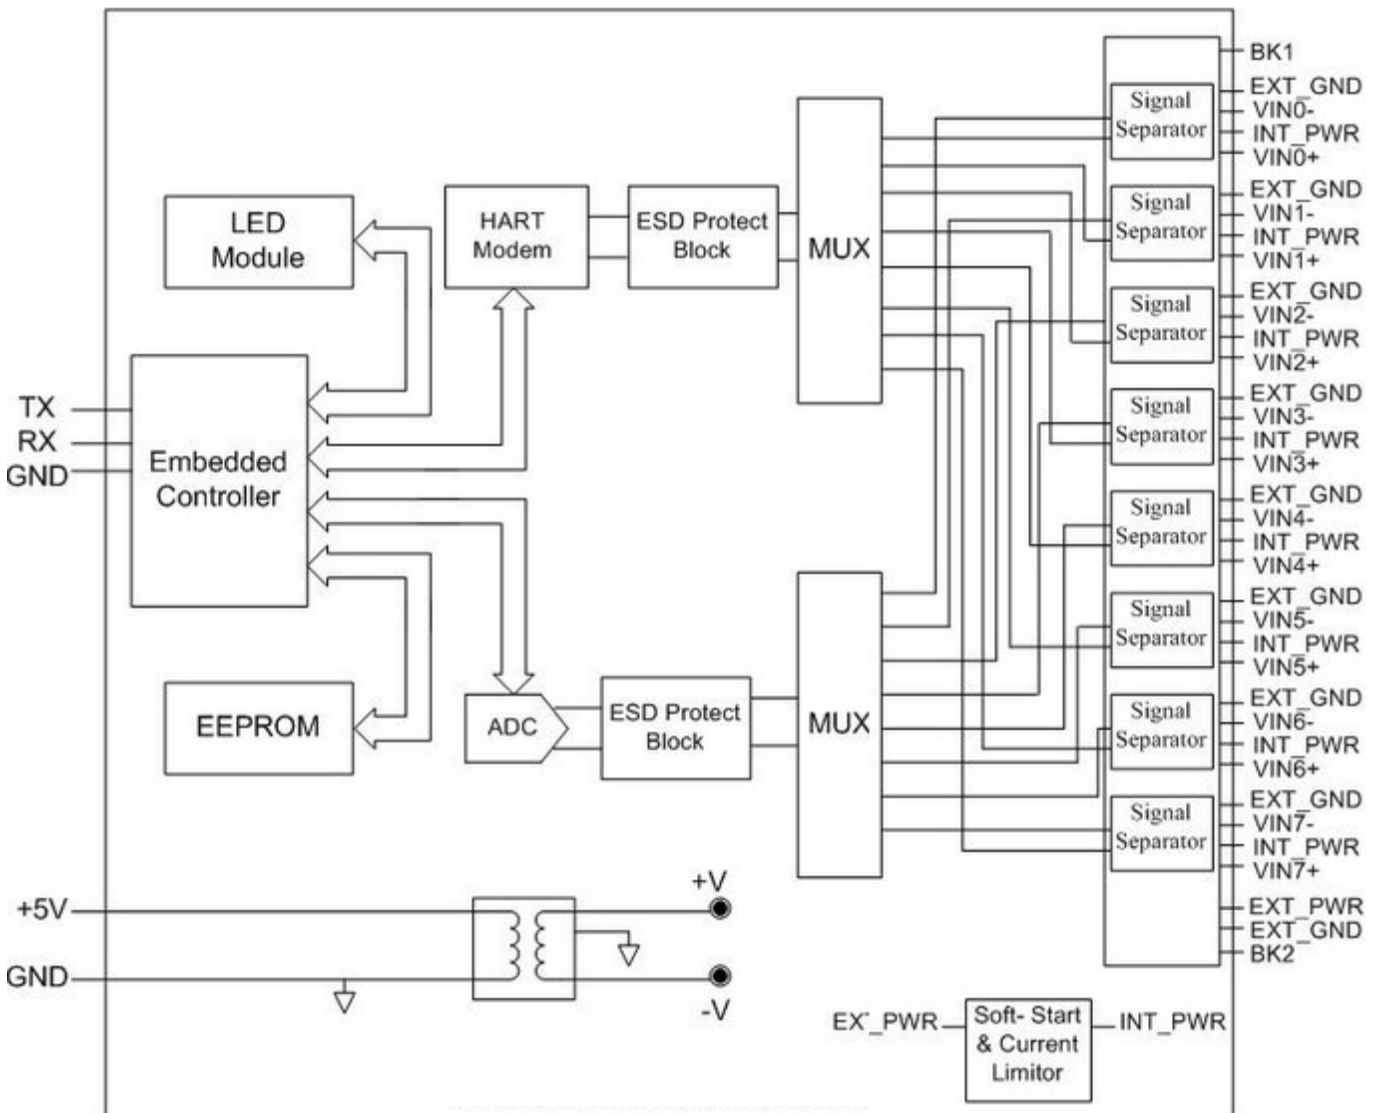 BK1
EXT_GND
VIN0-
INT_PWR
VIN0+
Signal
Separator
EXT_GND
VIN1-
INT_PWR
VIN1+
Signal
Separator
EXT_GND
VIN2-
INT_PWR
VIN2+
Signal
Separator
EXT_GND
VIN3-
INT_PWR
VIN3+
Signal
Separator
EXT_GND
VIN4-
INT_PWR
VIN4+
Signal
Separator
EXT_GND
VIN5-
INT_PWR
VIN5+
Signal
Separator
EXT_GND
VIN6-
INT_PWR
VIN6+
Signal
Separator
EXT_GND
VIN7-
INT_PWR
VIN7+
Signal
Separator
EXT_PWR
EXT_GND
BK2
LED
Module
HART
Modem
ESD Protect
Block
MUX
TX
RX
GND
Embedded
Controller
EEPROM
ADC
ESD Protect
Block
MUX
+5V
GND
+V
-V
EX_PWR
Soft- Start
& Current
Limitor
INT_PWR